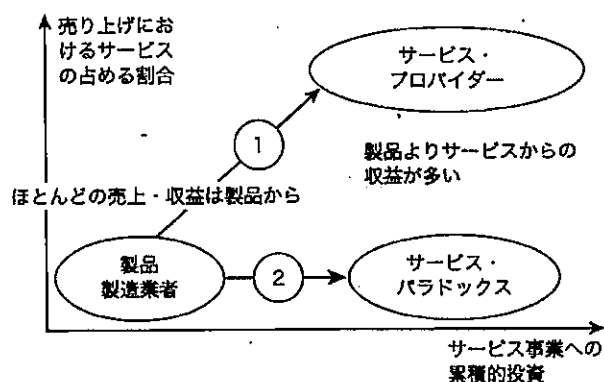 売り上げにお
けるサービス
の占める割合
サービス・
プロバイダー
1
製品よりサービスからの
収益が多い
ほとんどの売上・収益は製品から
製品
製造業者
2
サービス・
パラドックス
サービス事業への
累積的投資